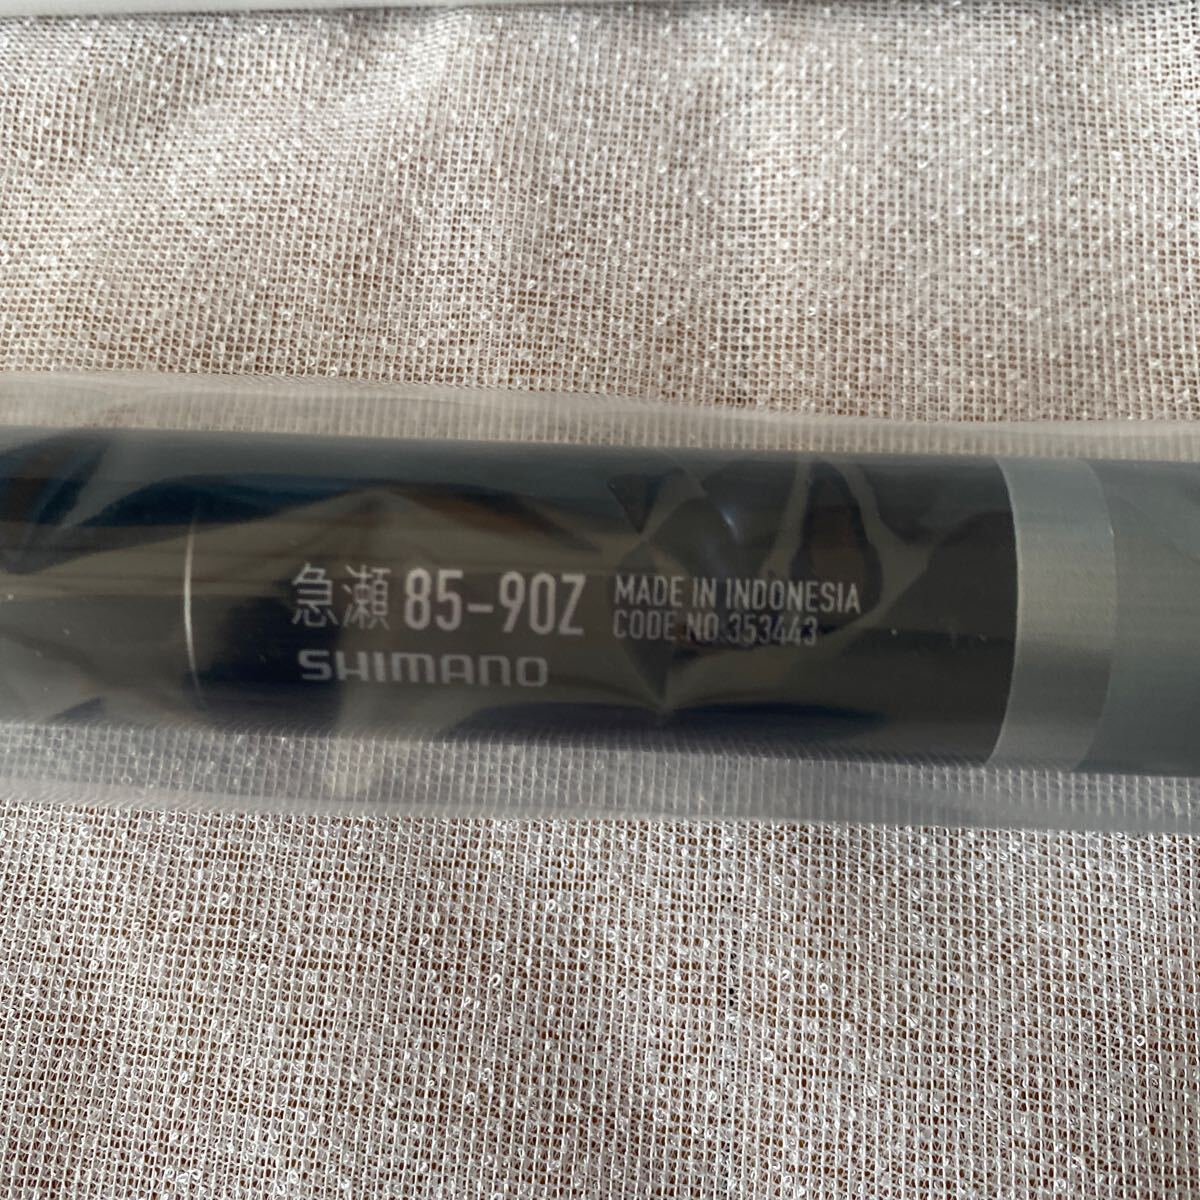 急瀬 85-90Z
MADE IN INDONESIA
CODE NO.353443
SHIMANO